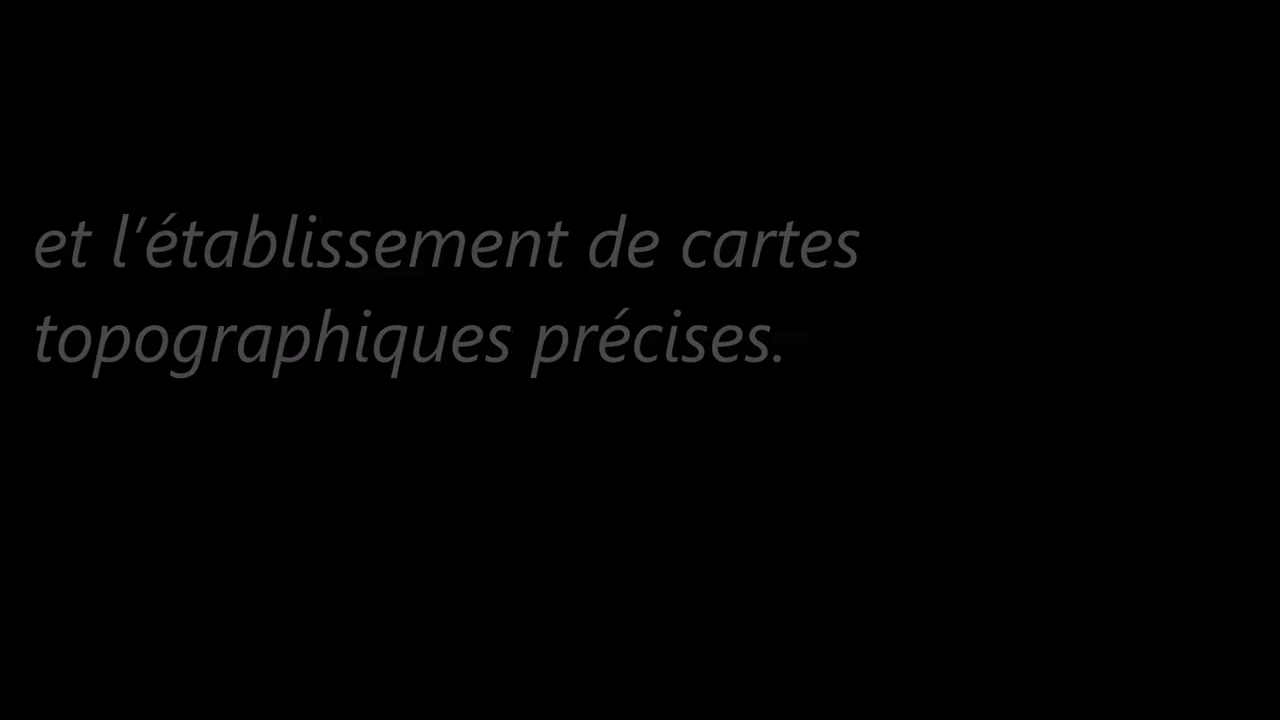 et l'établissement de cartes
topographiques précises.